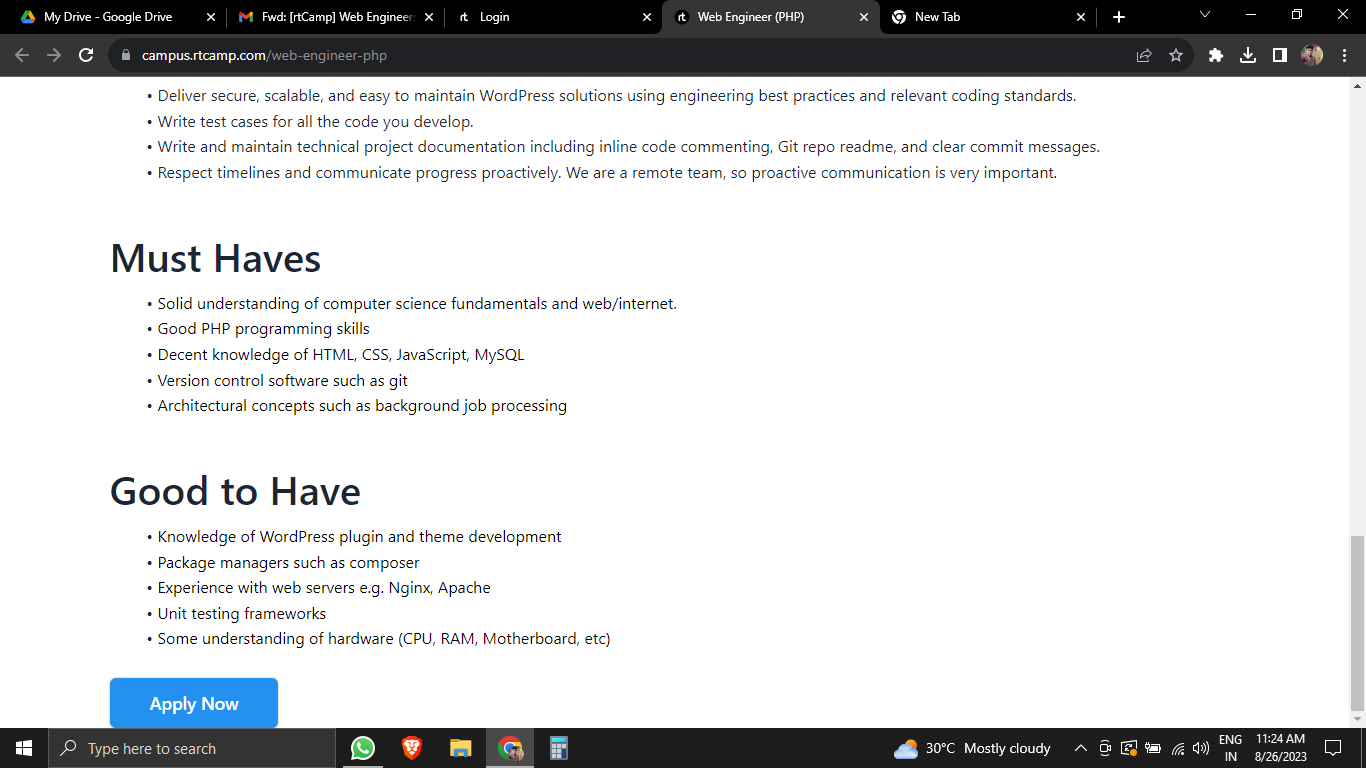 My Drive - Google Drive
Fwd: [rtCamp] Web Engineer
rt Login
rt Web Engineer (PHP)
New Tab
campus.rtcamp.com/web-engineer-php
• Deliver secure, scalable, and easy to maintain WordPress solutions using engineering best practices and relevant coding standards.
• Write test cases for all the code you develop.
• Write and maintain technical project documentation including inline code commenting, Git repo readme, and clear commit messages.
• Respect timelines and communicate progress proactively. We are a remote team, so proactive communication is very important.
Must Haves
• Solid understanding of computer science fundamentals and web/internet.
• Good PHP programming skills
• Decent knowledge of HTML, CSS, JavaScript, MySQL
• Version control software such as git
• Architectural concepts such as background job processing
Good to Have
• Knowledge of WordPress plugin and theme development
• Package managers such as composer
• Experience with web servers e.g. Nginx, Apache
• Unit testing frameworks
• Some understanding of hardware (CPU, RAM, Motherboard, etc)
Apply Now
Type here to search
30°C Mostly cloudy
ENG
IN
11:24 AM
8/26/2023